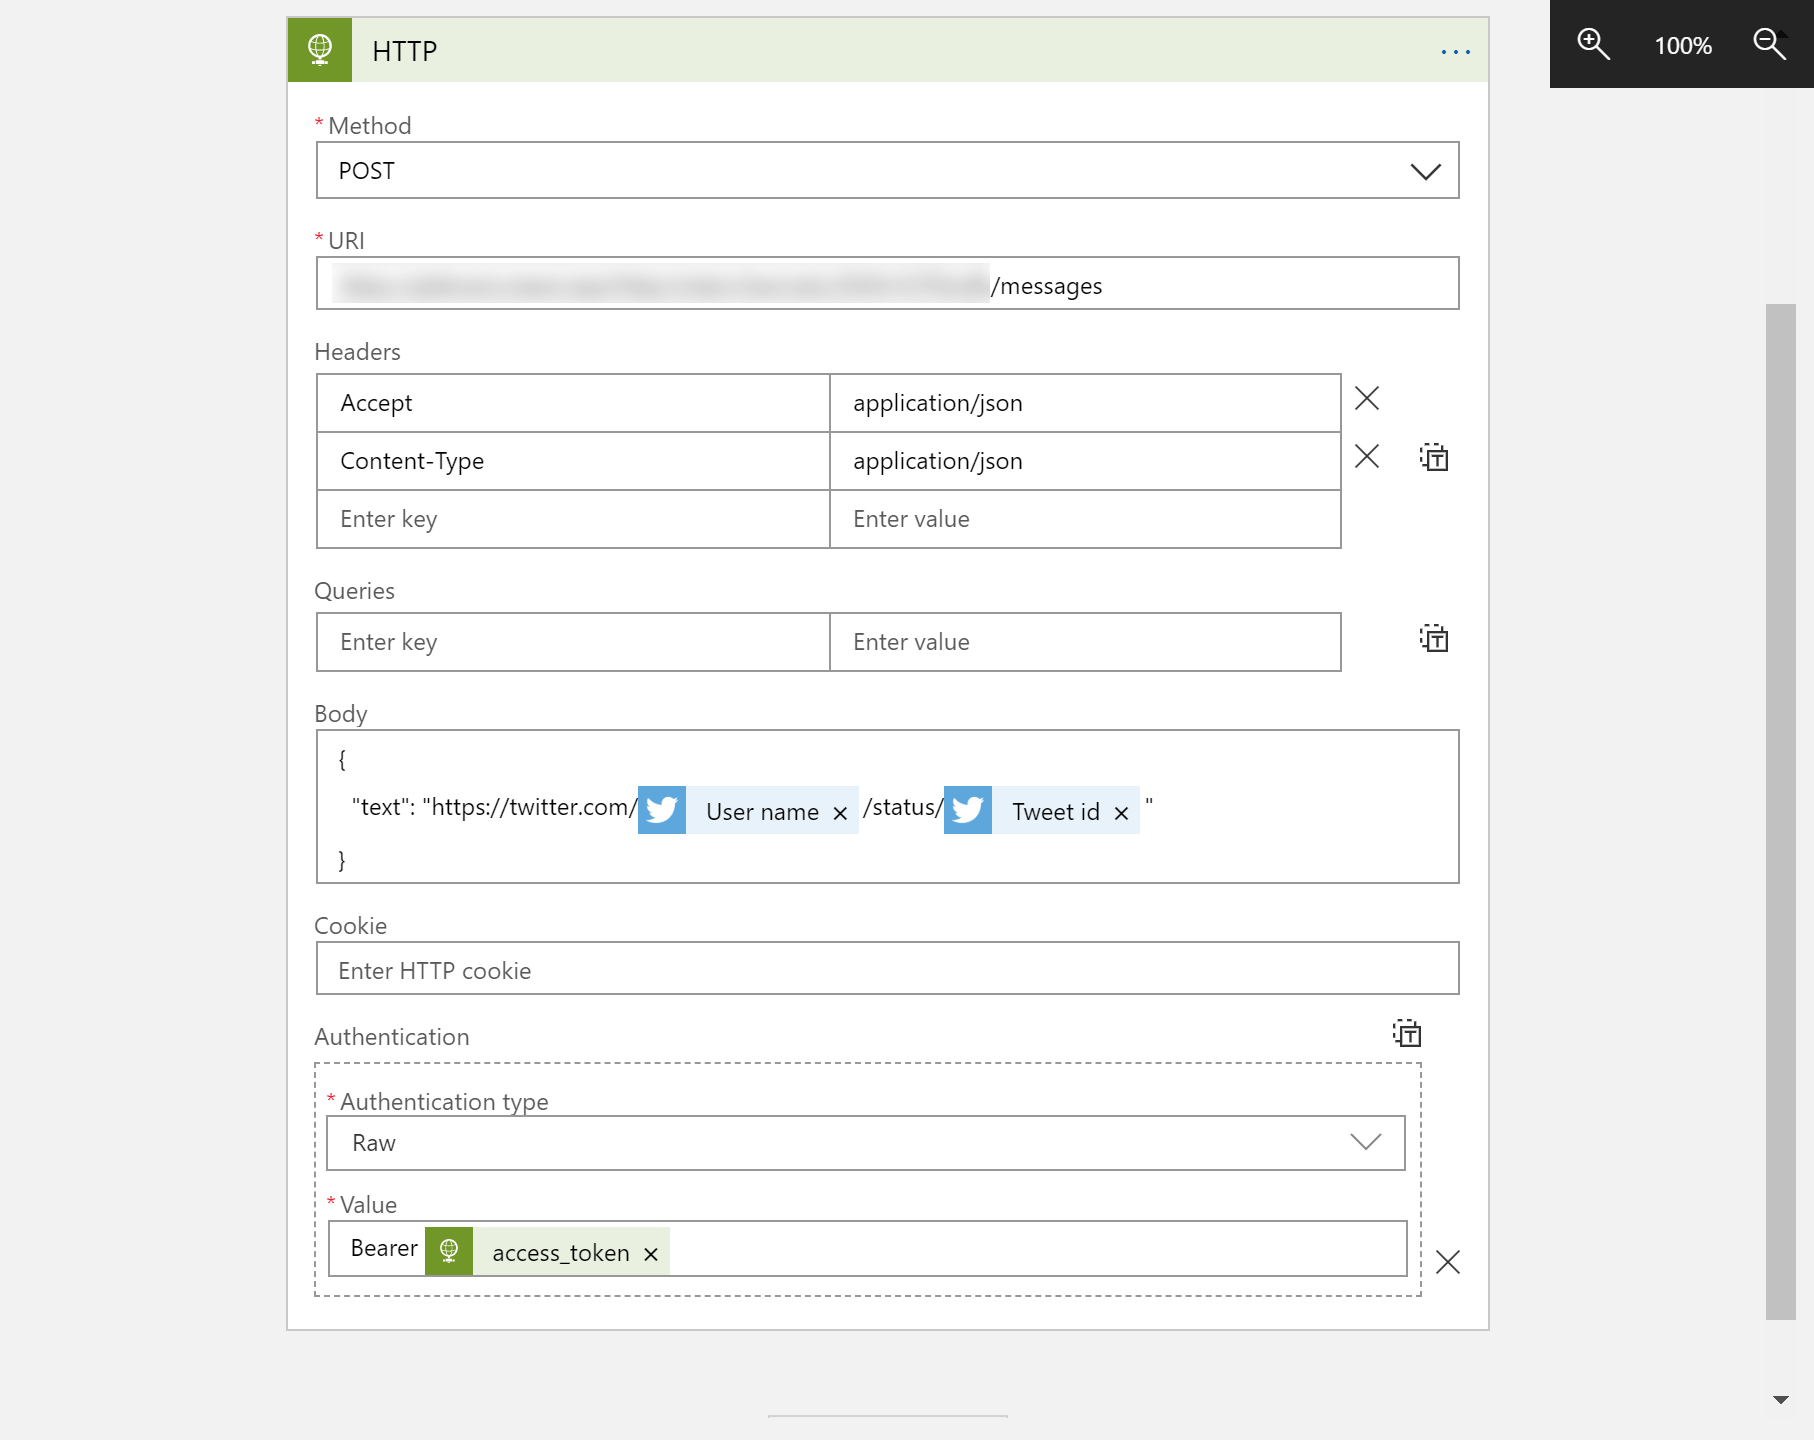 HTTP
100%
* Method
POST
* URI
/messages
Headers
Accept application/json
Content-Type application/json
Enter key Enter value
Queries
Enter key Enter value
Body
{
"text": "https://twitter.com/ User name × /status/ Tweet id × "
}
Cookie
Enter HTTP cookie
Authentication
* Authentication type
Raw
* Value
Bearer access_token ×